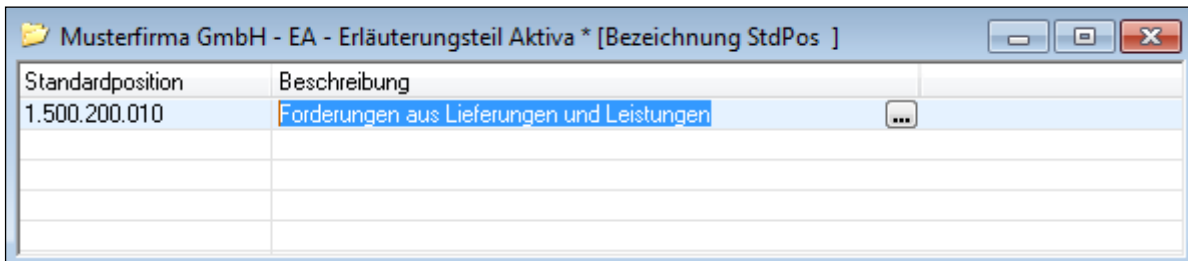 Musterfirma GmbH - EA - Erläuterungsteil Aktiva * [Bezeichnung StdPos ]
Standardposition Beschreibung
1.500.200.010 Forderungen aus Lieferungen und Leistungen ...